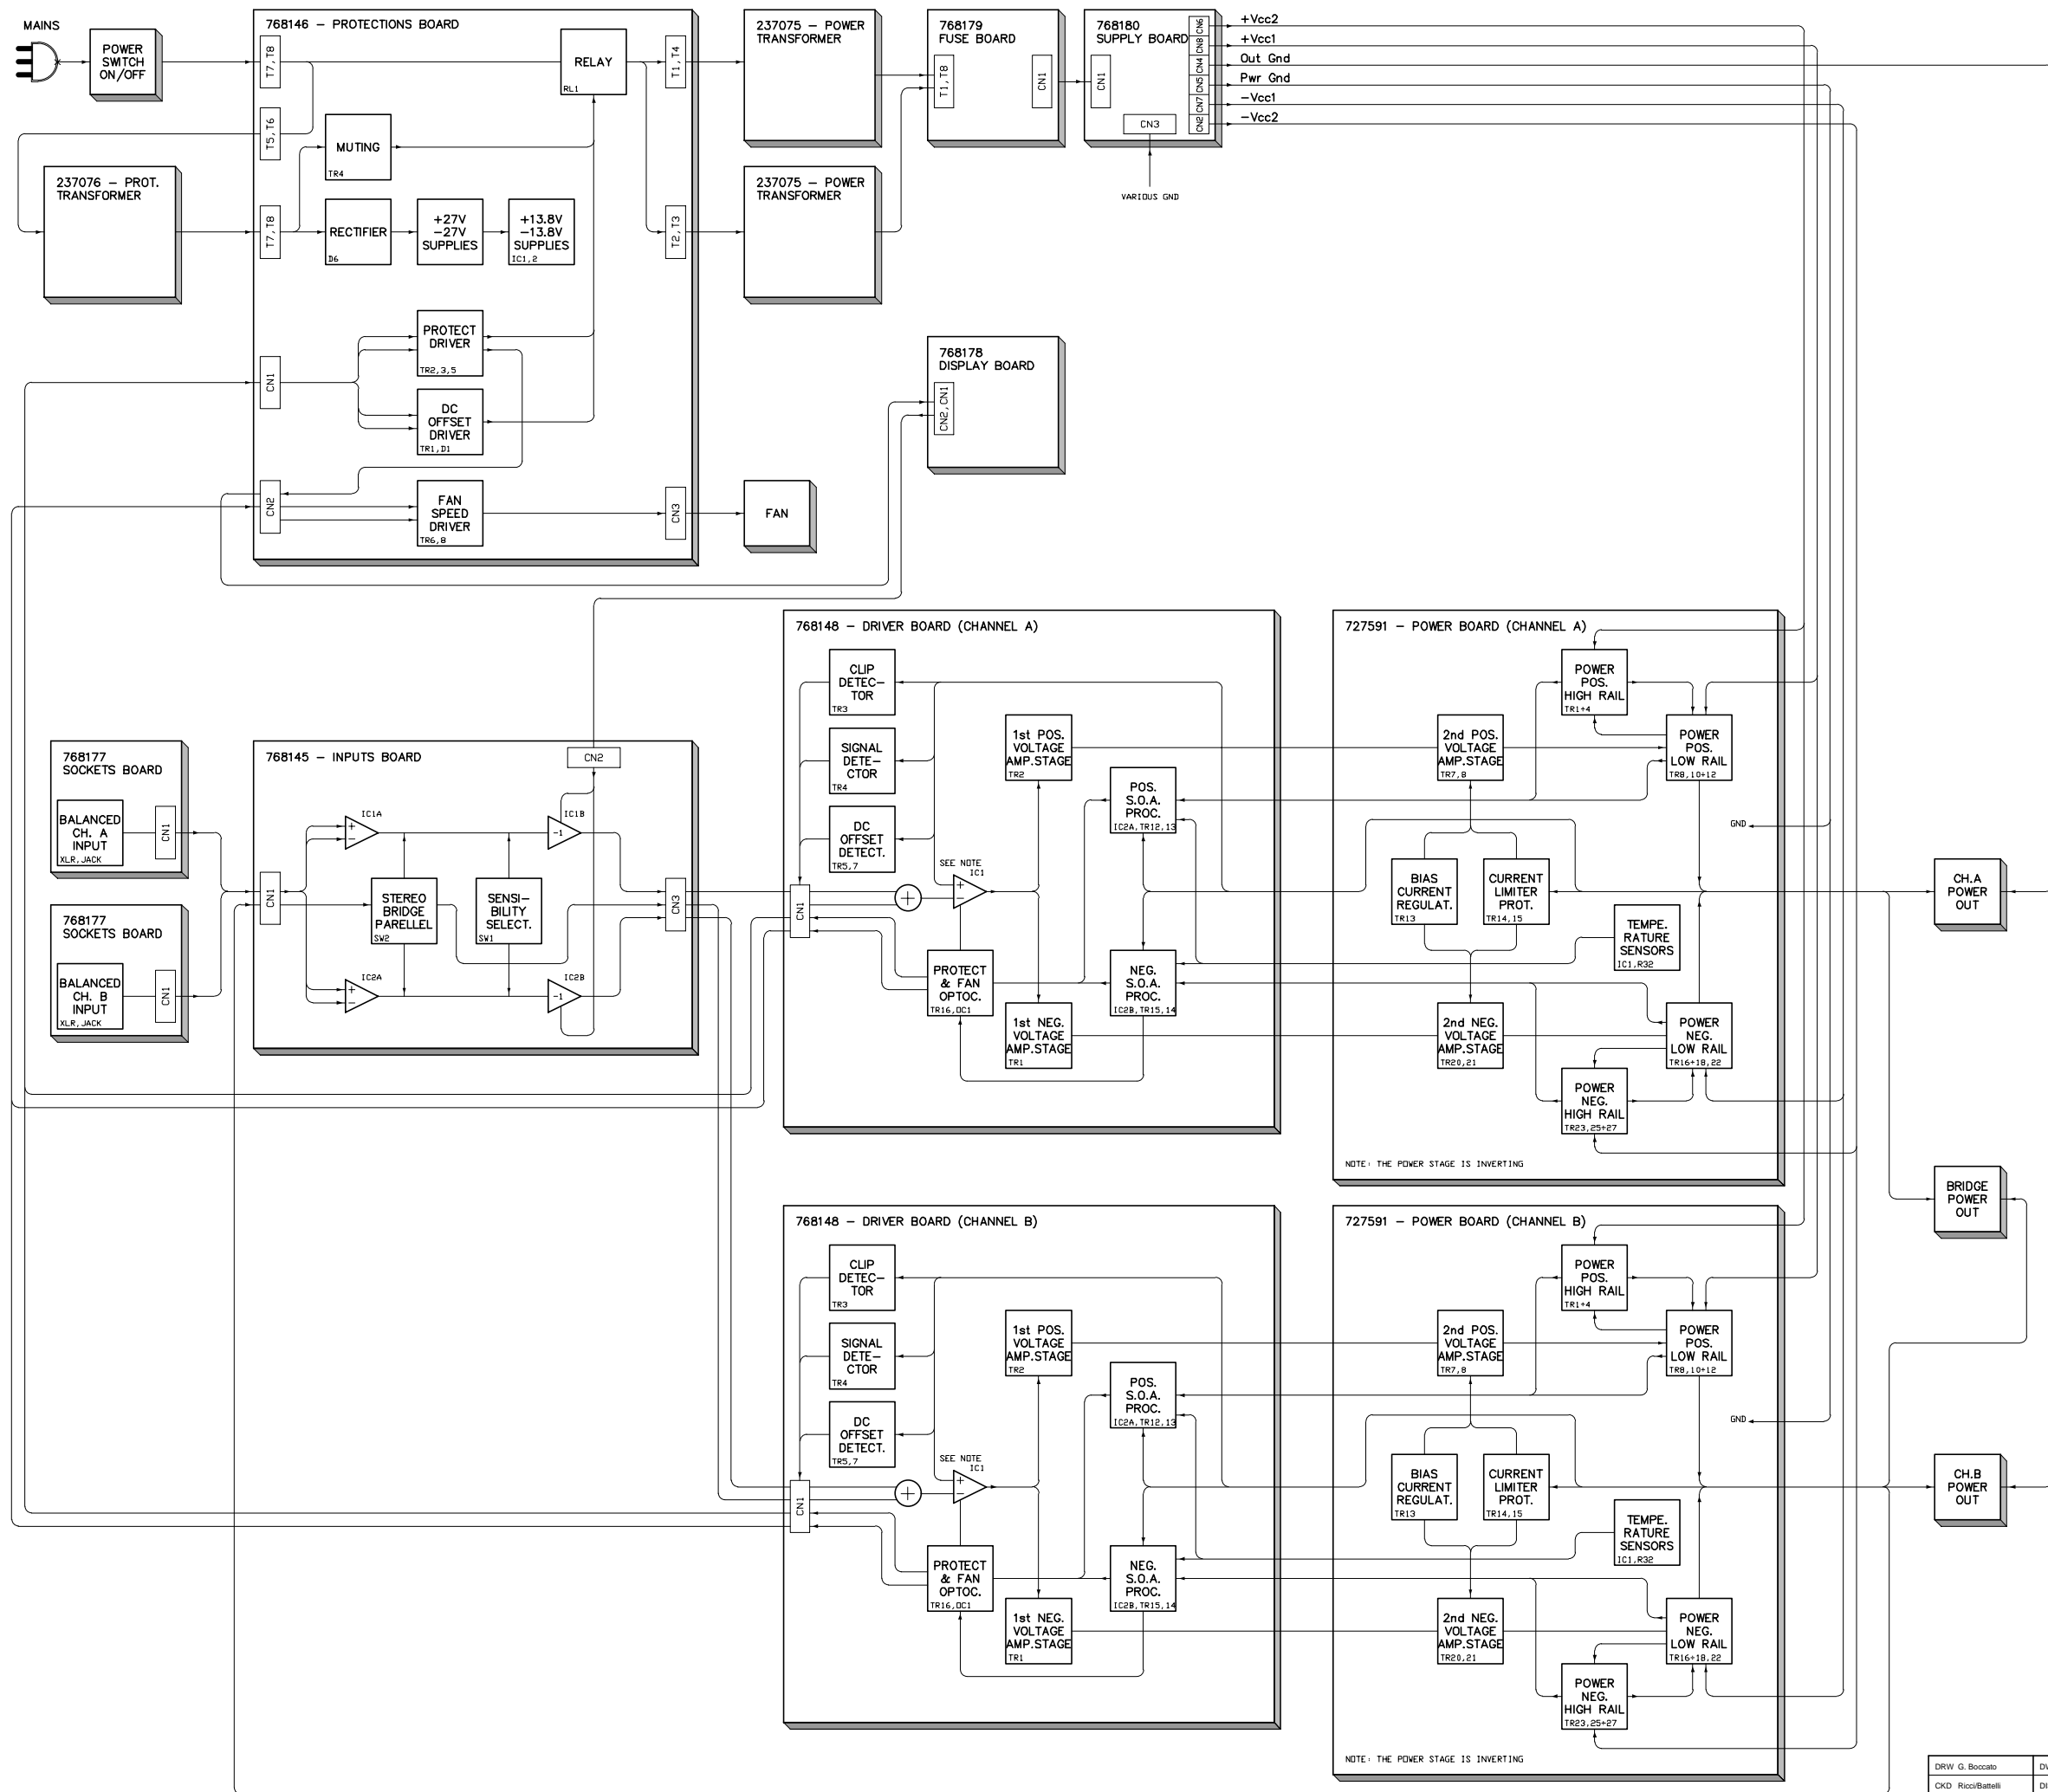 MAINS
POWER
SWITCH
ON/OFF
768146 – PROTECTIONS BOARD
T7,T8
T5,T6
T7,T8
RELAY
RL1
T1,T4
MUTING
TR4
RECTIFIER
D6
+27V
-27V
SUPPLIES
+13.8V
-13.8V
SUPPLIES
IC1,2
T2,T3
CN1
PROTECT
DRIVER
TR2,3,5
DC
OFFSET
DRIVER
TR1,D1
CN2
FAN
SPEED
DRIVER
TR6,8
CN3
237076 – PROT.
TRANSFORMER
237075 – POWER
TRANSFORMER
237075 – POWER
TRANSFORMER
FAN
768179
FUSE BOARD
T1,T8
CN1
768180
SUPPLY BOARD
CN1
CN3
VARIOUS GND
CN6
CN8
CN4
CN5
CN7
CN2
+Vcc2
+Vcc1
Out Gnd
Pwr Gnd
-Vcc1
-Vcc2
768178
DISPLAY BOARD
CN2,CN1
768177
SOCKETS BOARD
BALANCED
CH. A
INPUT
XLR,JACK
CN1
768177
SOCKETS BOARD
BALANCED
CH. B
INPUT
XLR,JACK
CN1
768145 – INPUTS BOARD
CN2
IC1A
+
-
IC1B
-1
CN1
STEREO
BRIDGE
PARELLEL
SW2
SENSI-
BILITY
SELECT.
SW1
CN3
IC2A
+
-
IC2B
-1
768148 – DRIVER BOARD (CHANNEL A)
CLIP
DETEC-
TOR
TR3
SIGNAL
DETE-
CTOR
TR4
DC
OFFSET
DETECT.
TR5,7
1st POS.
VOLTAGE
AMP.STAGE
TR2
POS.
S.O.A.
PROC.
IC2A,TR12,13
SEE NOTE
IC1
CN1
+
+
-
PROTECT
& FAN
OPTOC.
TR16,OC1
NEG.
S.O.A.
PROC.
IC2B,TR15,14
1st NEG.
VOLTAGE
AMP.STAGE
TR1
727591 – POWER BOARD (CHANNEL A)
POWER
POS.
HIGH RAIL
TR1÷4
2nd POS.
VOLTAGE
AMP.STAGE
TR7,8
POWER
POS.
LOW RAIL
TR8,10÷12
GND
BIAS
CURRENT
REGULAT.
TR13
CURRENT
LIMITER
PROT.
TR14,15
TEMPE.
RATURE
SENSORS
IC1,R32
2nd NEG.
VOLTAGE
AMP.STAGE
TR20,21
POWER
NEG.
LOW RAIL
TR16÷18,22
POWER
NEG.
HIGH RAIL
TR23,25÷27
NOTE: THE POWER STAGE IS INVERTING
CH.A
POWER
OUT
BRIDGE
POWER
OUT
768148 – DRIVER BOARD (CHANNEL B)
CLIP
DETEC-
TOR
TR3
SIGNAL
DETE-
CTOR
TR4
DC
OFFSET
DETECT.
TR5,7
1st POS.
VOLTAGE
AMP.STAGE
TR2
POS.
S.O.A.
PROC.
IC2A,TR12,13
SEE NOTE
IC1
CN1
+
+
-
PROTECT
& FAN
OPTOC.
TR16,OC1
NEG.
S.O.A.
PROC.
IC2B,TR15,14
1st NEG.
VOLTAGE
AMP.STAGE
TR1
727591 – POWER BOARD (CHANNEL B)
POWER
POS.
HIGH RAIL
TR1÷4
2nd POS.
VOLTAGE
AMP.STAGE
TR7,8
POWER
POS.
LOW RAIL
TR8,10÷12
GND
BIAS
CURRENT
REGULAT.
TR13
CURRENT
LIMITER
PROT.
TR14,15
TEMPE.
RATURE
SENSORS
IC1,R32
2nd NEG.
VOLTAGE
AMP.STAGE
TR20,21
POWER
NEG.
LOW RAIL
TR16÷18,22
POWER
NEG.
HIGH RAIL
TR23,25÷27
NOTE: THE POWER STAGE IS INVERTING
CH.B
POWER
OUT
DRW G. Boccato
CKD Ricci/Battelli